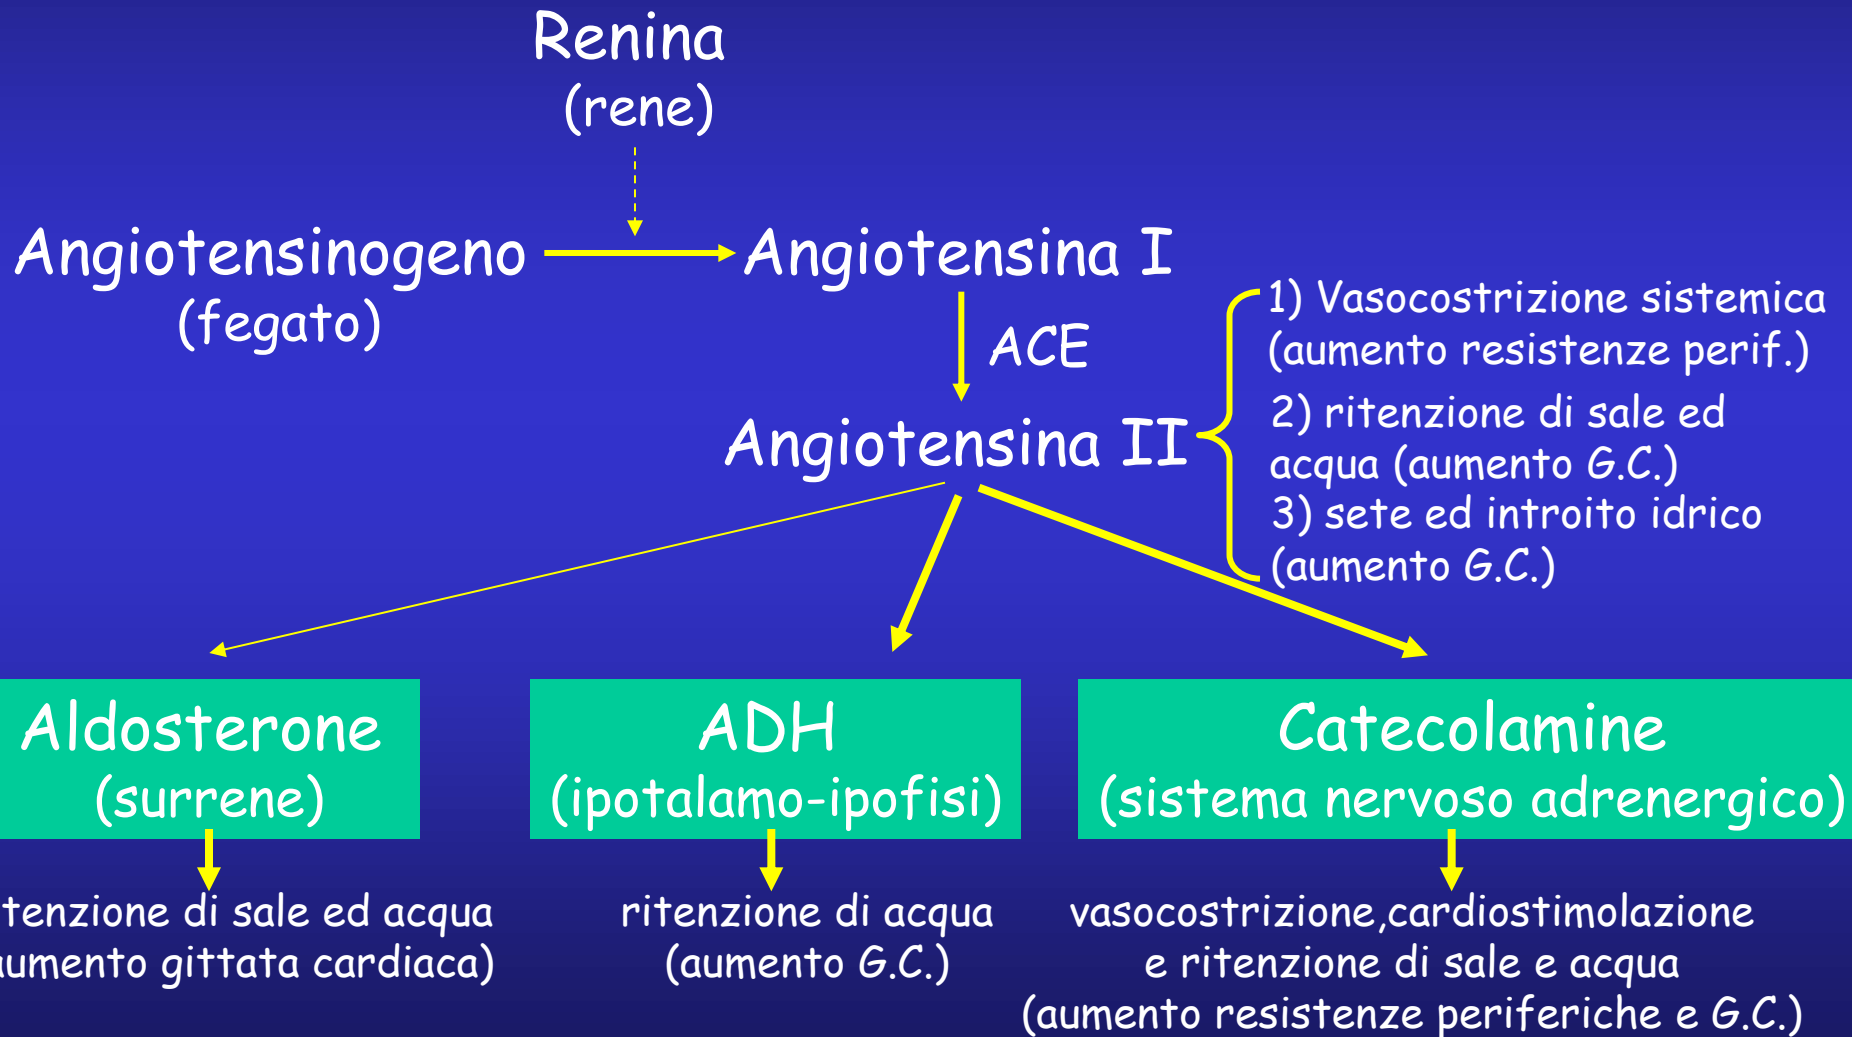 Renina
(rene)
Angiotensinogeno
(fegato)
Angiotensina I
ACE
Angiotensina II
1) Vasocostrizione sistemica
(aumento resistenze perif.)
2) ritenzione di sale ed
acqua (aumento G.C.)
3) sete ed introito idrico
(aumento G.C.)
Aldosterone
(surrene)
ADH
(ipotalamo-ipofisi)
Catecolamine
(sistema nervoso adrenergico)
tenzione di sale ed acqua
aumento gittata cardiaca)
ritenzione di acqua
(aumento G.C.)
vasocostrizione,cardiostimolazione
e ritenzione di sale e acqua
(aumento resistenze periferiche e G.C.)